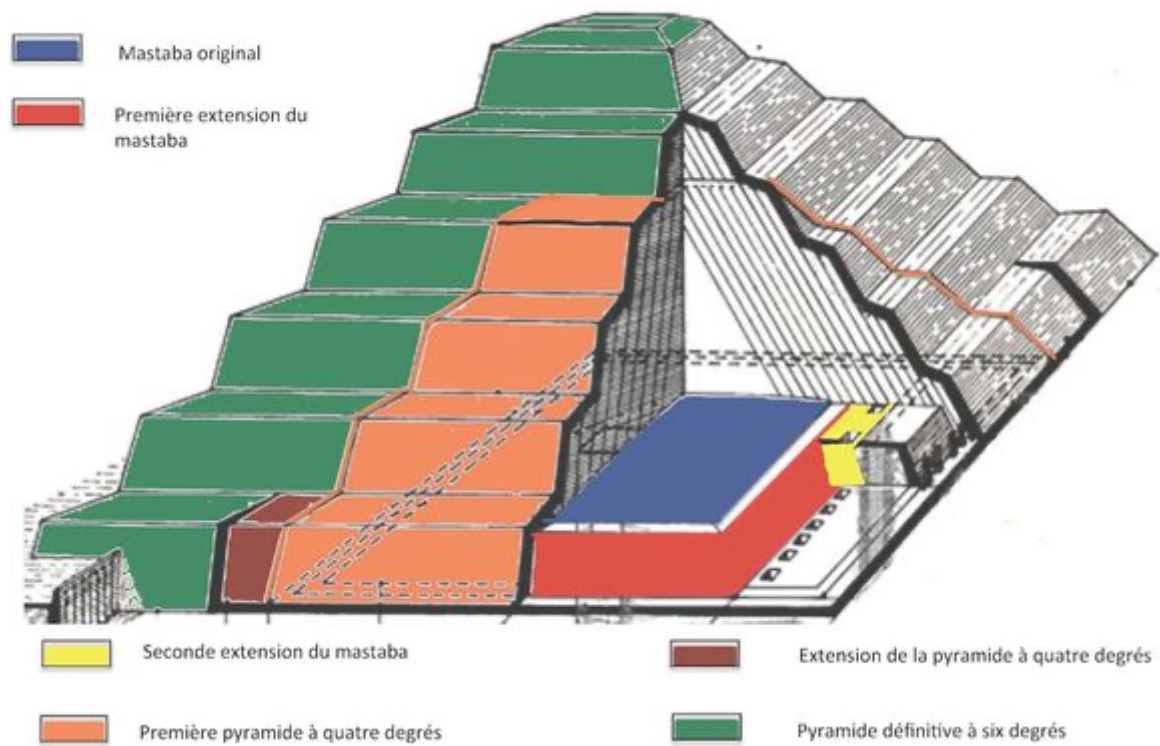 Mastaba original
Première extension du
mastaba
Seconde extension du mastaba
Extension de la pyramide à quatre degrés
Première pyramide à quatre degrés
Pyramide définitive à six degrés